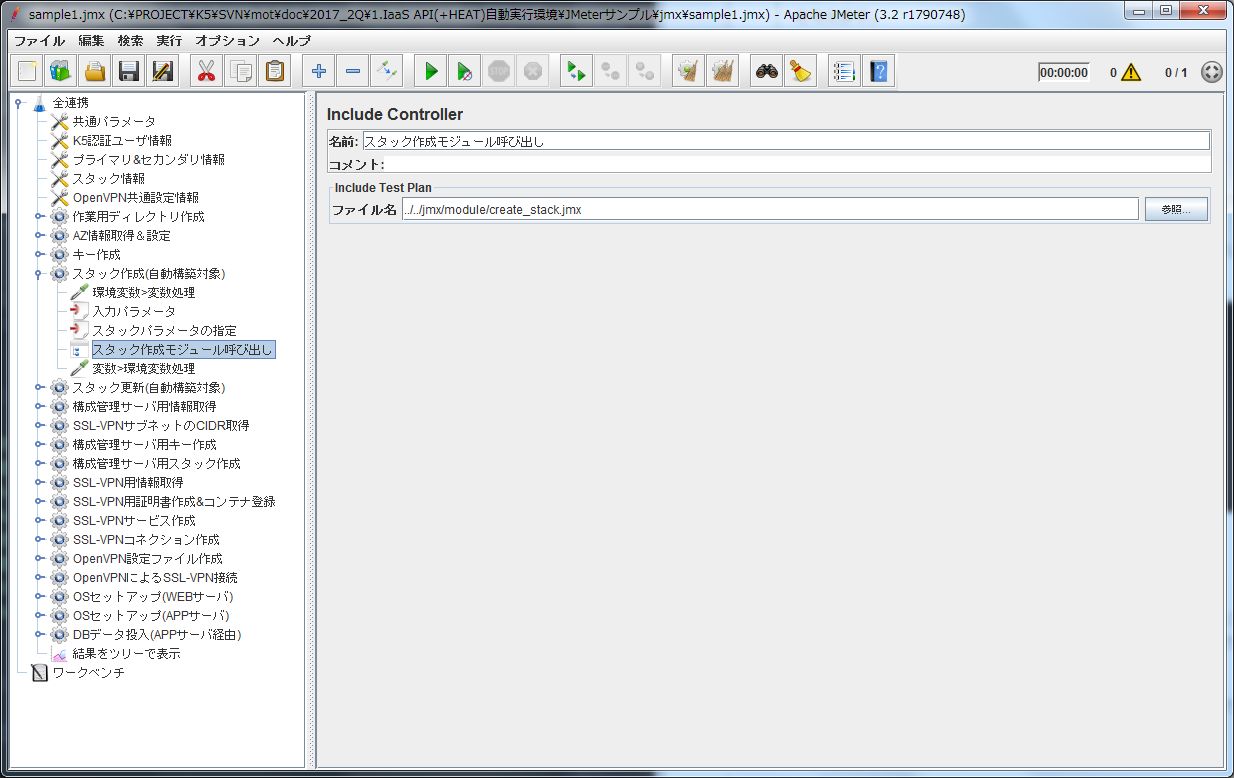 sample1.jmx (C:¥PROJECT¥K5¥SVN¥mot¥doc¥2017_2Q¥1.IaaS API(+HEAT)自動実行環境¥JMeterサンプル¥jmx¥sample1.jmx) - Apache JMeter (3.2 r1790748)
ファイル 編集 検索 実行 オプション ヘルプ
STOP
00:00:00 0 0 / 1
全連携
共通パラメータ
K5認証ユーザ情報
プライマリ&セカンダリ情報
スタック情報
OpenVPN共通設定情報
作業用ディレクトリ作成
AZ情報取得＆設定
キー作成
スタック作成(自動構築対象)
環境変数>変数処理
入力パラメータ
スタックパラメータの指定
スタック作成モジュール呼び出し
変数>環境変数処理
スタック更新(自動構築対象)
構成管理サーバ用情報取得
SSL-VPNサブネットのCIDR取得
構成管理サーバ用キー作成
構成管理サーバ用スタック作成
SSL-VPN用情報取得
SSL-VPN用証明書作成&コンテナ登録
SSL-VPNサービス作成
SSL-VPNコネクション作成
OpenVPN設定ファイル作成
OpenVPNによるSSL-VPN接続
OSセットアップ(WEBサーバ)
OSセットアップ(APPサーバ)
DBデータ投入(APPサーバ経由)
結果をツリーで表示
ワークベンチ
Include Controller
名前: スタック作成モジュール呼び出し
コメント:
Include Test Plan
ファイル名 ../../jmx/module/create_stack.jmx 参照...